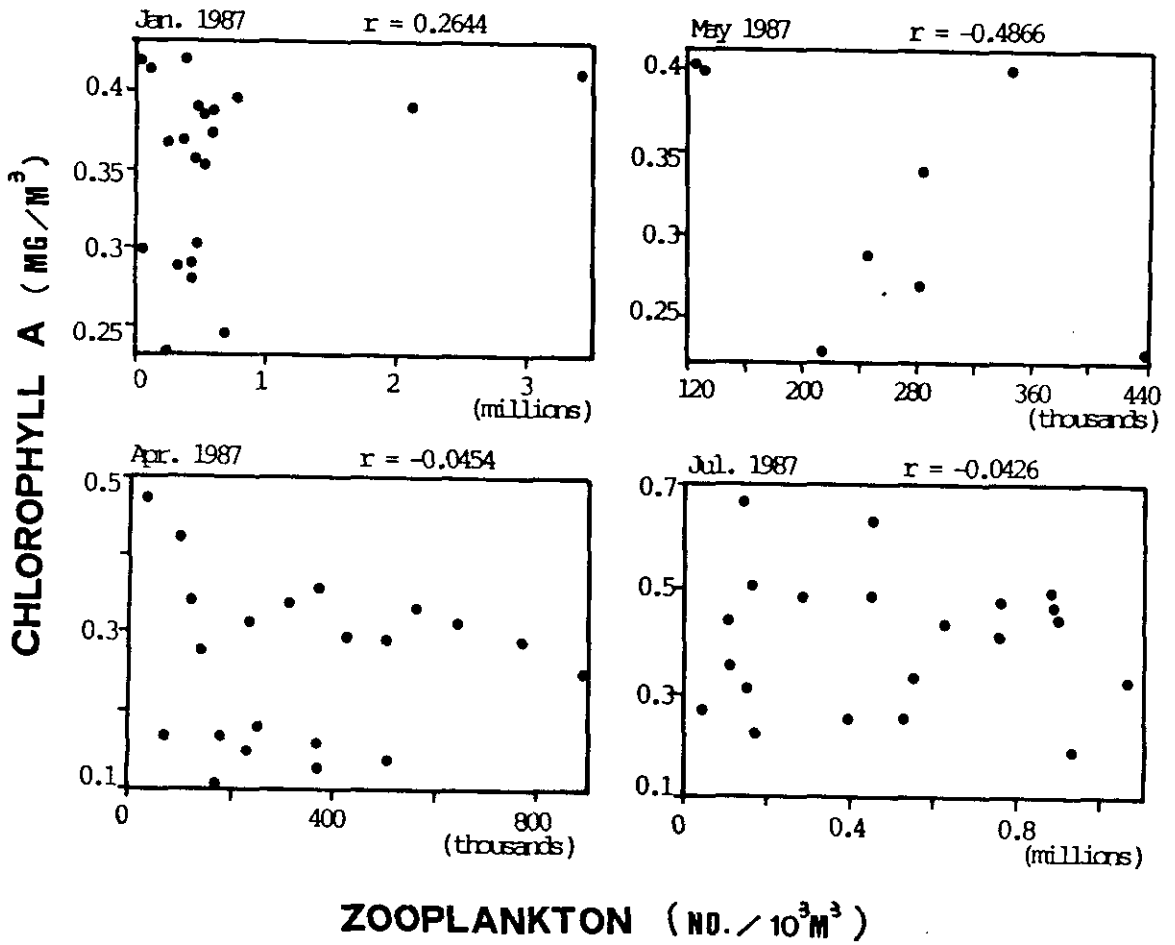 CHLOROPHYLL A (MG/M³)
Jan. 1987 r = 0.2644
0.4
0.35
0.3
0.25
0 1 2 3
(millions)
May 1987 r = -0.4866
0.4
0.35
0.3
0.25
120 200 280 360 440
(thousands)
Apr. 1987 r = -0.0454
0.5
0.3
0.1
0 400 800
(thousands)
Jul. 1987 r = -0.0426
0.7
0.5
0.3
0.1
0 0.4 0.8
(millions)
ZOOPLANKTON (NO./10³M³)